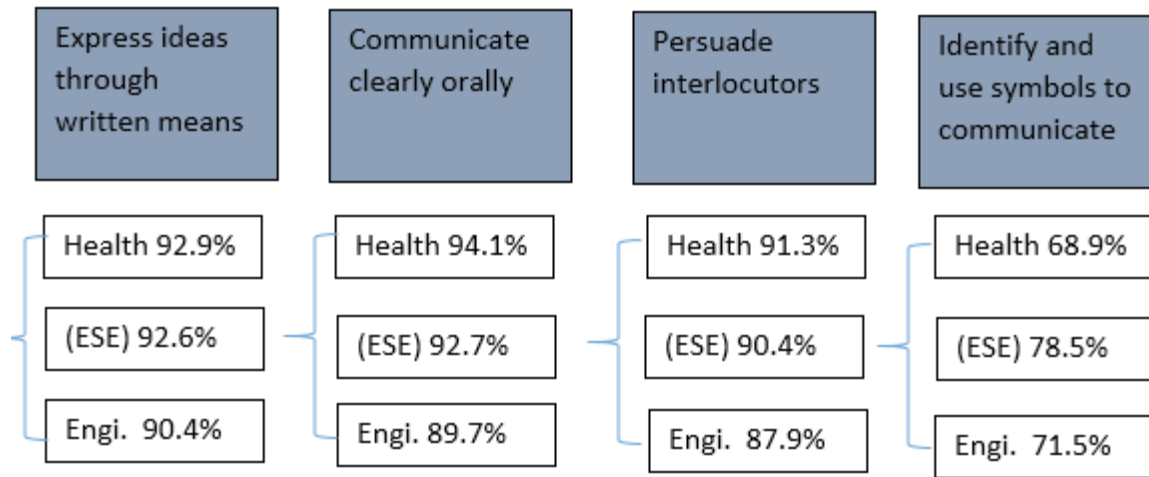 Express ideas
through
written means
Health 92.9%
(ESE) 92.6%
Engi. 90.4%
Communicate
clearly orally
Health 94.1%
(ESE) 92.7%
Engi. 89.7%
Persuade
interlocutors
Health 91.3%
(ESE) 90.4%
Engi. 87.9%
Identify and
use symbols to
communicate
Health 68.9%
(ESE) 78.5%
Engi. 71.5%